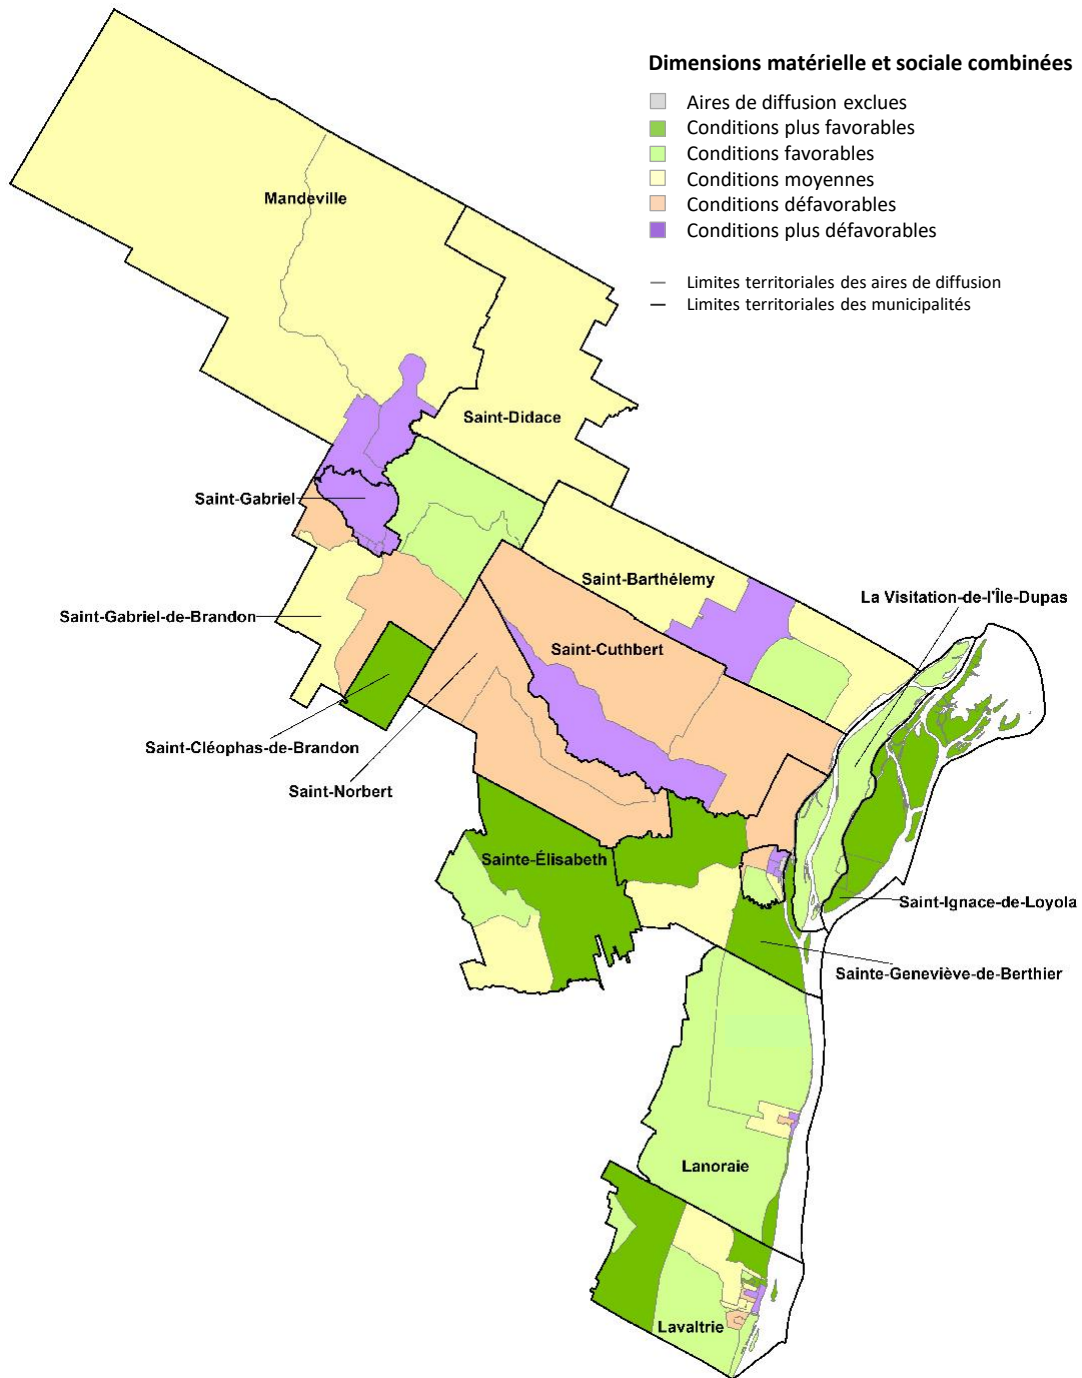 Dimensions matérielle et sociale combinées
Aires de diffusion exclues
Conditions plus favorables
Conditions favorables
Conditions moyennes
Conditions défavorables
Conditions plus défavorables
Limites territoriales des aires de diffusion
Limites territoriales des municipalités
Mandeville
Saint-Didace
Saint-Gabriel
Saint-Barthélemy
La Visitation-de-l'Île-Dupas
Saint-Gabriel-de-Brandon
Saint-Cuthbert
Saint-Cléophas-de-Brandon
Saint-Norbert
Sainte-Élisabeth
Saint-Ignace-de-Loyola
Sainte-Geneviève-de-Berthier
Lanoraie
Lavaltrie